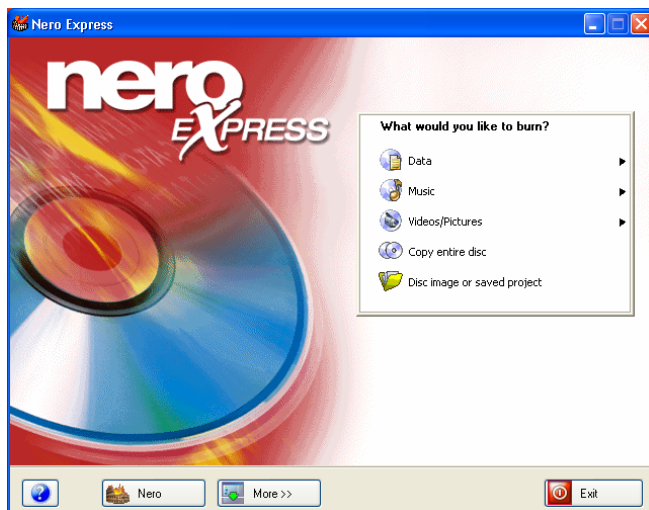 Nero Express
nero
EXPRESS
What would you like to burn?
Data
Music
Videos/Pictures
Copy entire disc
Disc image or saved project
?
Nero
More >>
Exit